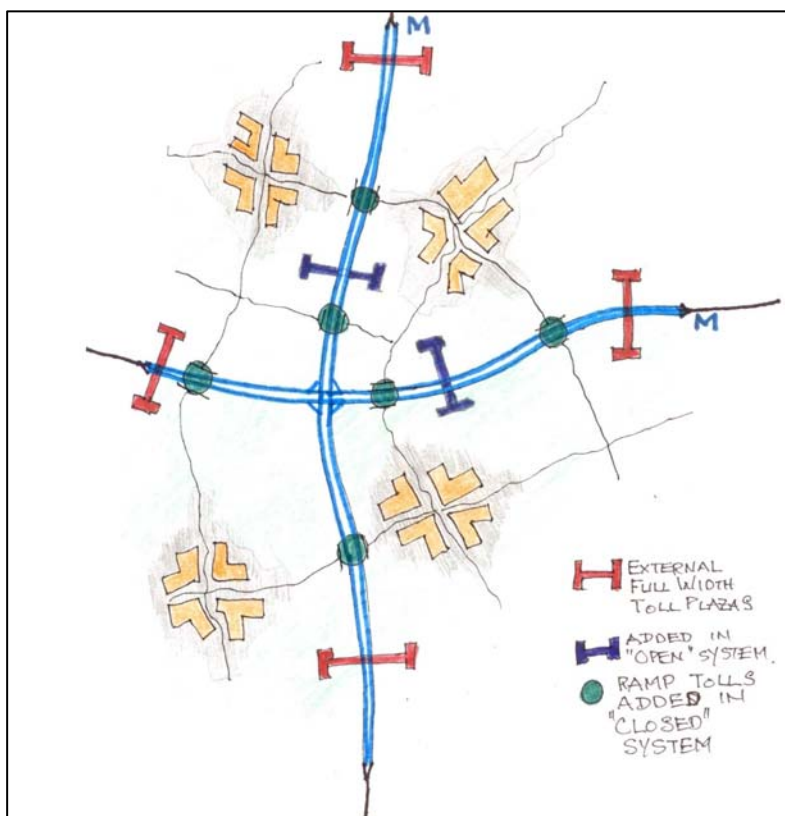 M
M
EXTERNAL
FULL WIDTH
TOLL PLAZAS
ADDED IN
"OPEN" SYSTEM.
RAMP TOLLS
ADDED IN
"CLOSED"
SYSTEM